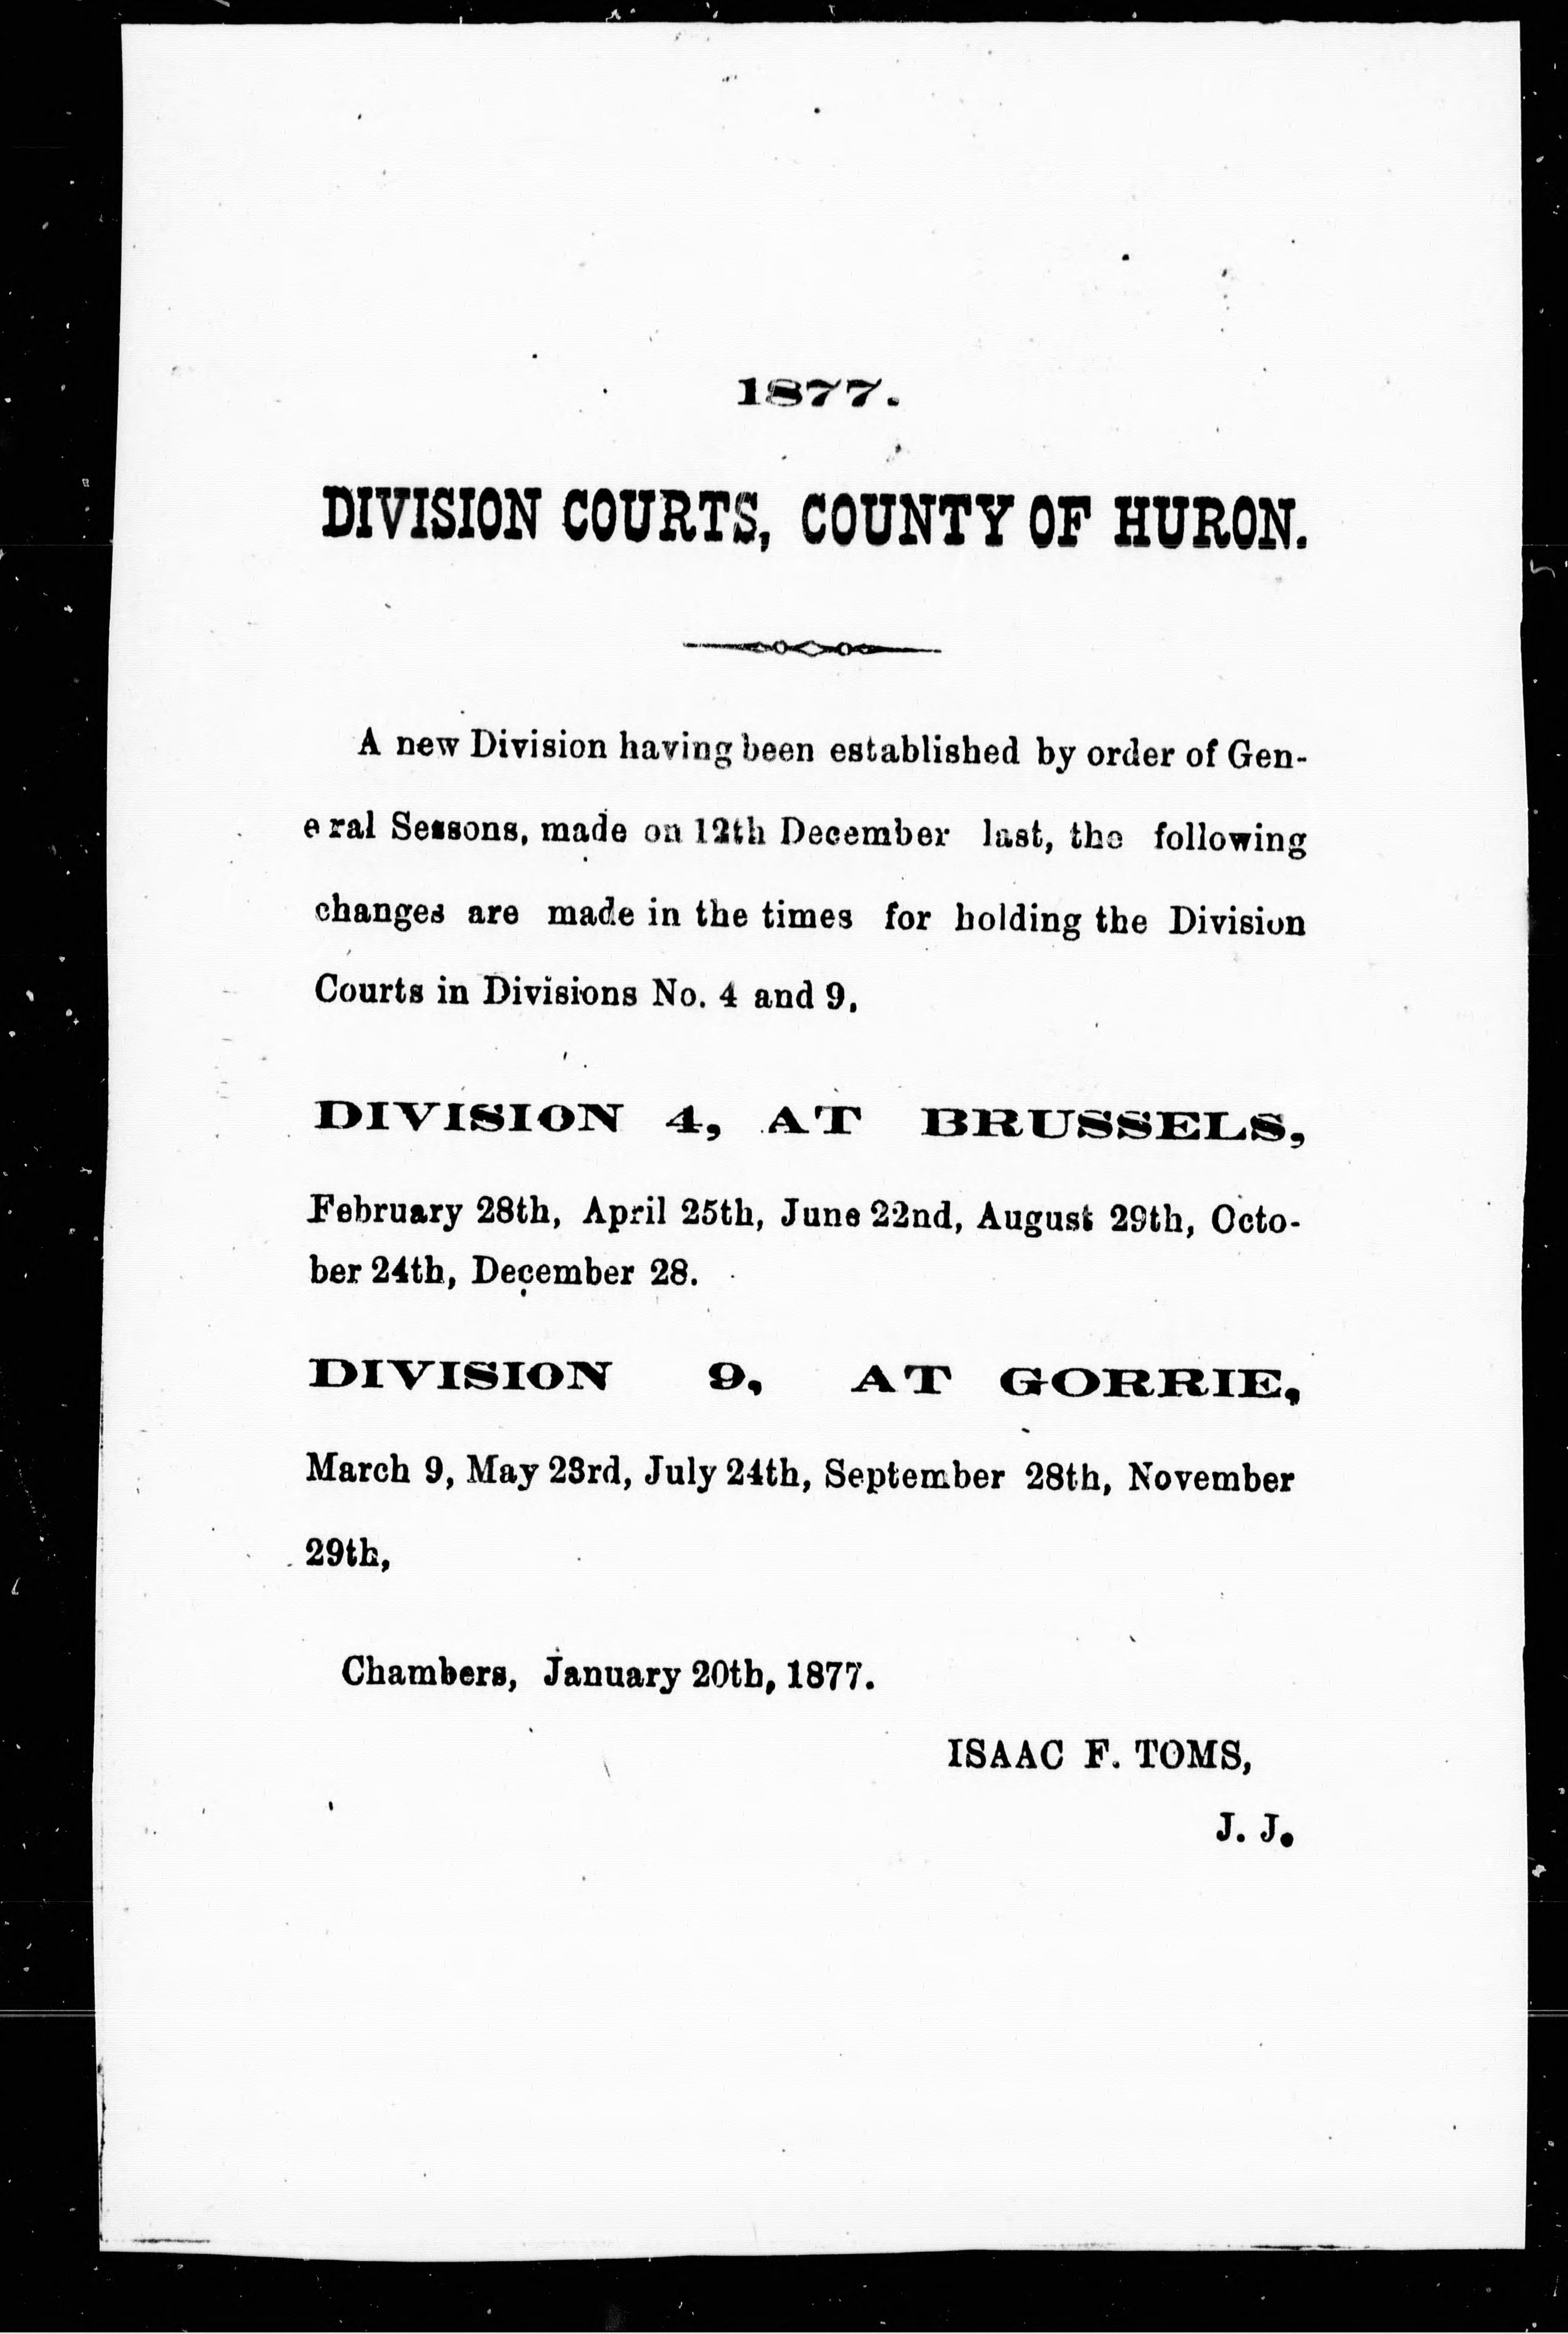 1877.
DIVISION COURTS, COUNTY OF HURON.
A new Division having been established by order of Gen-
eral Sessons, made on 12th December last, the following
changes are made in the times for holding the Division
Courts in Divisions No. 4 and 9.
DIVISION 4, AT BRUSSELS,
February 28th, April 25th, June 22nd, August 29th, Octo-
ber 24th, December 28.
DIVISION 9, AT GORRIE,
March 9, May 23rd, July 24th, September 28th, November
29th,
Chambers, January 20th, 1877.
ISAAC F. TOMS,
J. J.